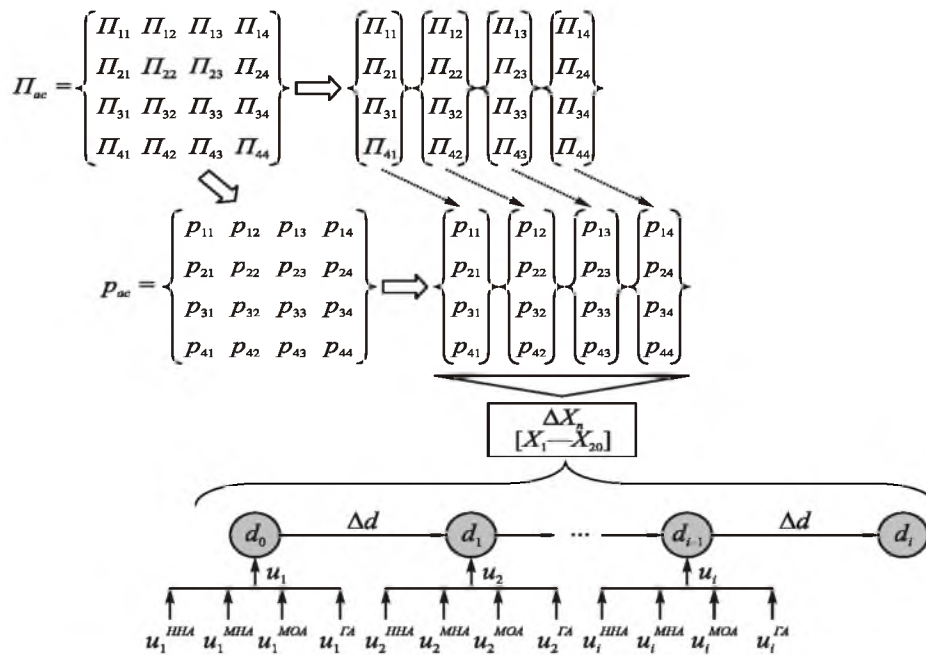 Π₁₁ Π₁₂ Π₁₃ Π₁₄ Π₁₁ Π₁₂ Π₁₃ Π₁₄
Π₂₁ Π₂₂ Π₂₃ Π₂₄ Π₂₁ Π₂₂ Π₂₃ Π₂₄
Π_ac =
Π₃₁ Π₃₂ Π₃₃ Π₃₄ Π₃₁ Π₃₂ Π₃₃ Π₃₄
Π₄₁ Π₄₂ Π₄₃ Π₄₄ Π₄₁ Π₄₂ Π₄₃ Π₄₄
p₁₁ p₁₂ p₁₃ p₁₄ p₁₁ p₁₂ p₁₃ p₁₄
p₂₁ p₂₂ p₂₃ p₂₄ p₂₁ p₂₂ p₂₃ p₂₄
p_ac =
p₃₁ p₃₂ p₃₃ p₃₄ p₃₁ p₃₂ p₃₃ p₃₄
p₄₁ p₄₂ p₄₃ p₄₄ p₄₁ p₄₂ p₄₃ p₄₄
ΔXₙ
[X₁—X₂₀]
d₀ Δd d₁ ... d_{i-1} Δd d_i
u₁ u₂ u_i
u₁^{ННА} u₁^{МНА} u₁^{МОА} u₁^{ГА} u₂^{ННА} u₂^{МНА} u₂^{МОА} u₂^{ГА} u_i^{ННА} u_i^{МНА} u_i^{МОА} u_i^{ГА}